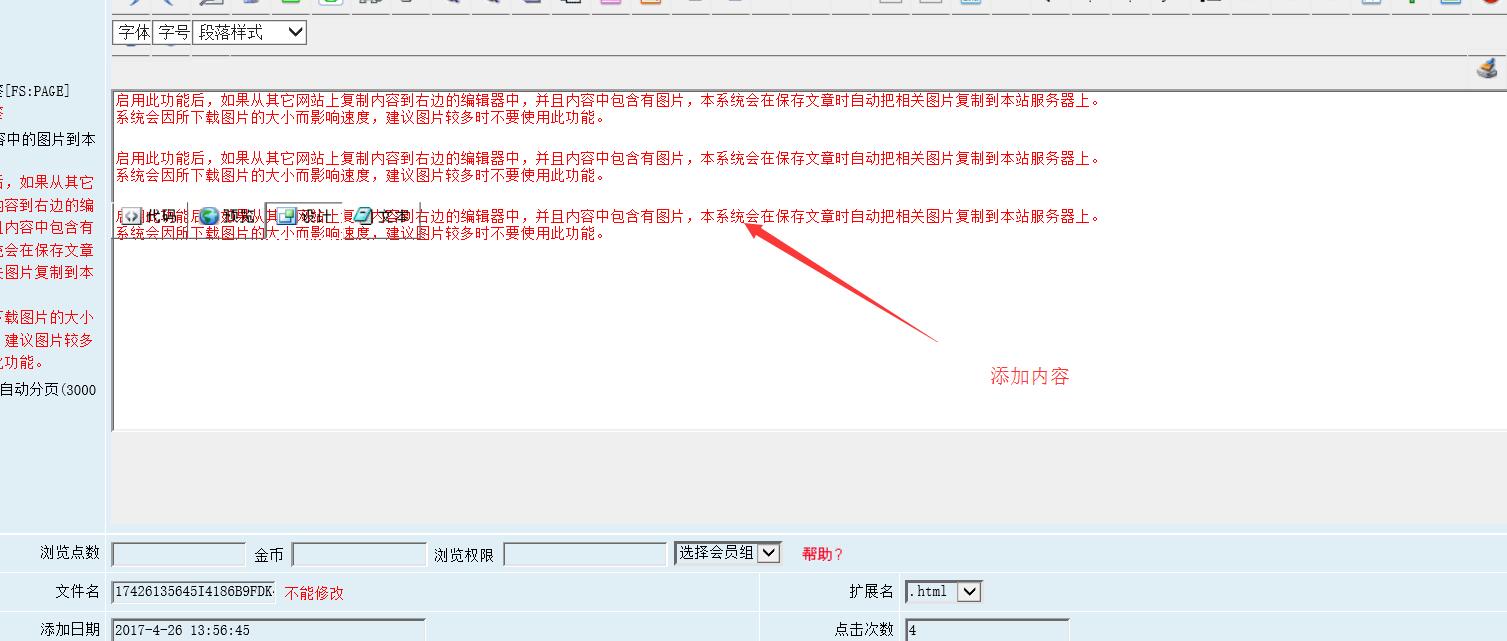 字体 字号 段落样式
[FS:PAGE]
容中的图片到本
后，如果从其它
内容到右边的编
且内容中包含有
统会在保存文章
关图片复制到本
下载图片的大小
建议图片较多
此功能。
自动分页(3000
启用此功能后，如果从其它网站上复制内容到右边的编辑器中，并且内容中包含有图片，本系统会在保存文章时自动把相关图片复制到本站服务器上。
系统会因所下载图片的大小而影响速度，建议图片较多时不要使用此功能。
启用此功能后，如果从其它网站上复制内容到右边的编辑器中，并且内容中包含有图片，本系统会在保存文章时自动把相关图片复制到本站服务器上。
系统会因所下载图片的大小而影响速度，建议图片较多时不要使用此功能。
启用此功能后，如果从其它网站上复制内容到右边的编辑器中，并且内容中包含有图片，本系统会在保存文章时自动把相关图片复制到本站服务器上。
代码 预览 设计 文本
系统会因所下载图片的大小而影响速度，建议图片较多时不要使用此功能。
添加内容
浏览点数 金币 浏览权限 选择会员组 帮助?
文件名 17426135645I4186B9FDK 不能修改 扩展名 .html
添加日期 2017-4-26 13:56:45 点击次数 4